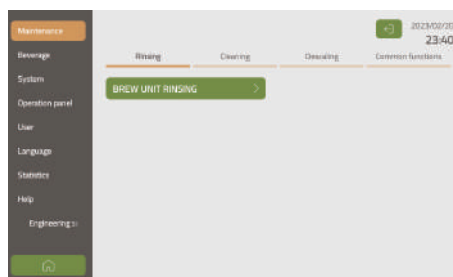 Maintenance
2023/02/20
23:40
Beverage
Rinsing
Cleaning
Descaling
Common functions
System
BREW UNIT RINSING
Operation panel
User
Language
Statistics
Help
Engineering s